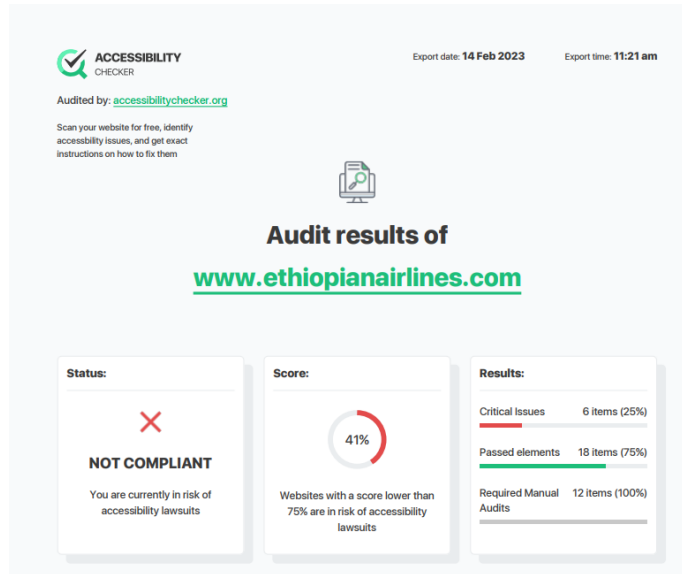 ACCESSIBILITY
CHECKER
Export date: 14 Feb 2023
Export time: 11:21 am
Audited by: accessibilitychecker.org
Scan your website for free, identify
accessbility issues, and get exact
instructions on how to fix them
Audit results of
www.ethiopianairlines.com
Status:
NOT COMPLIANT
You are currently in risk of
accessibility lawsuits
Score:
41%
Websites with a score lower than
75% are in risk of accessibility
lawsuits
Results:
Critical Issues 6 items (25%)
Passed elements 18 items (75%)
Required Manual 12 items (100%)
Audits